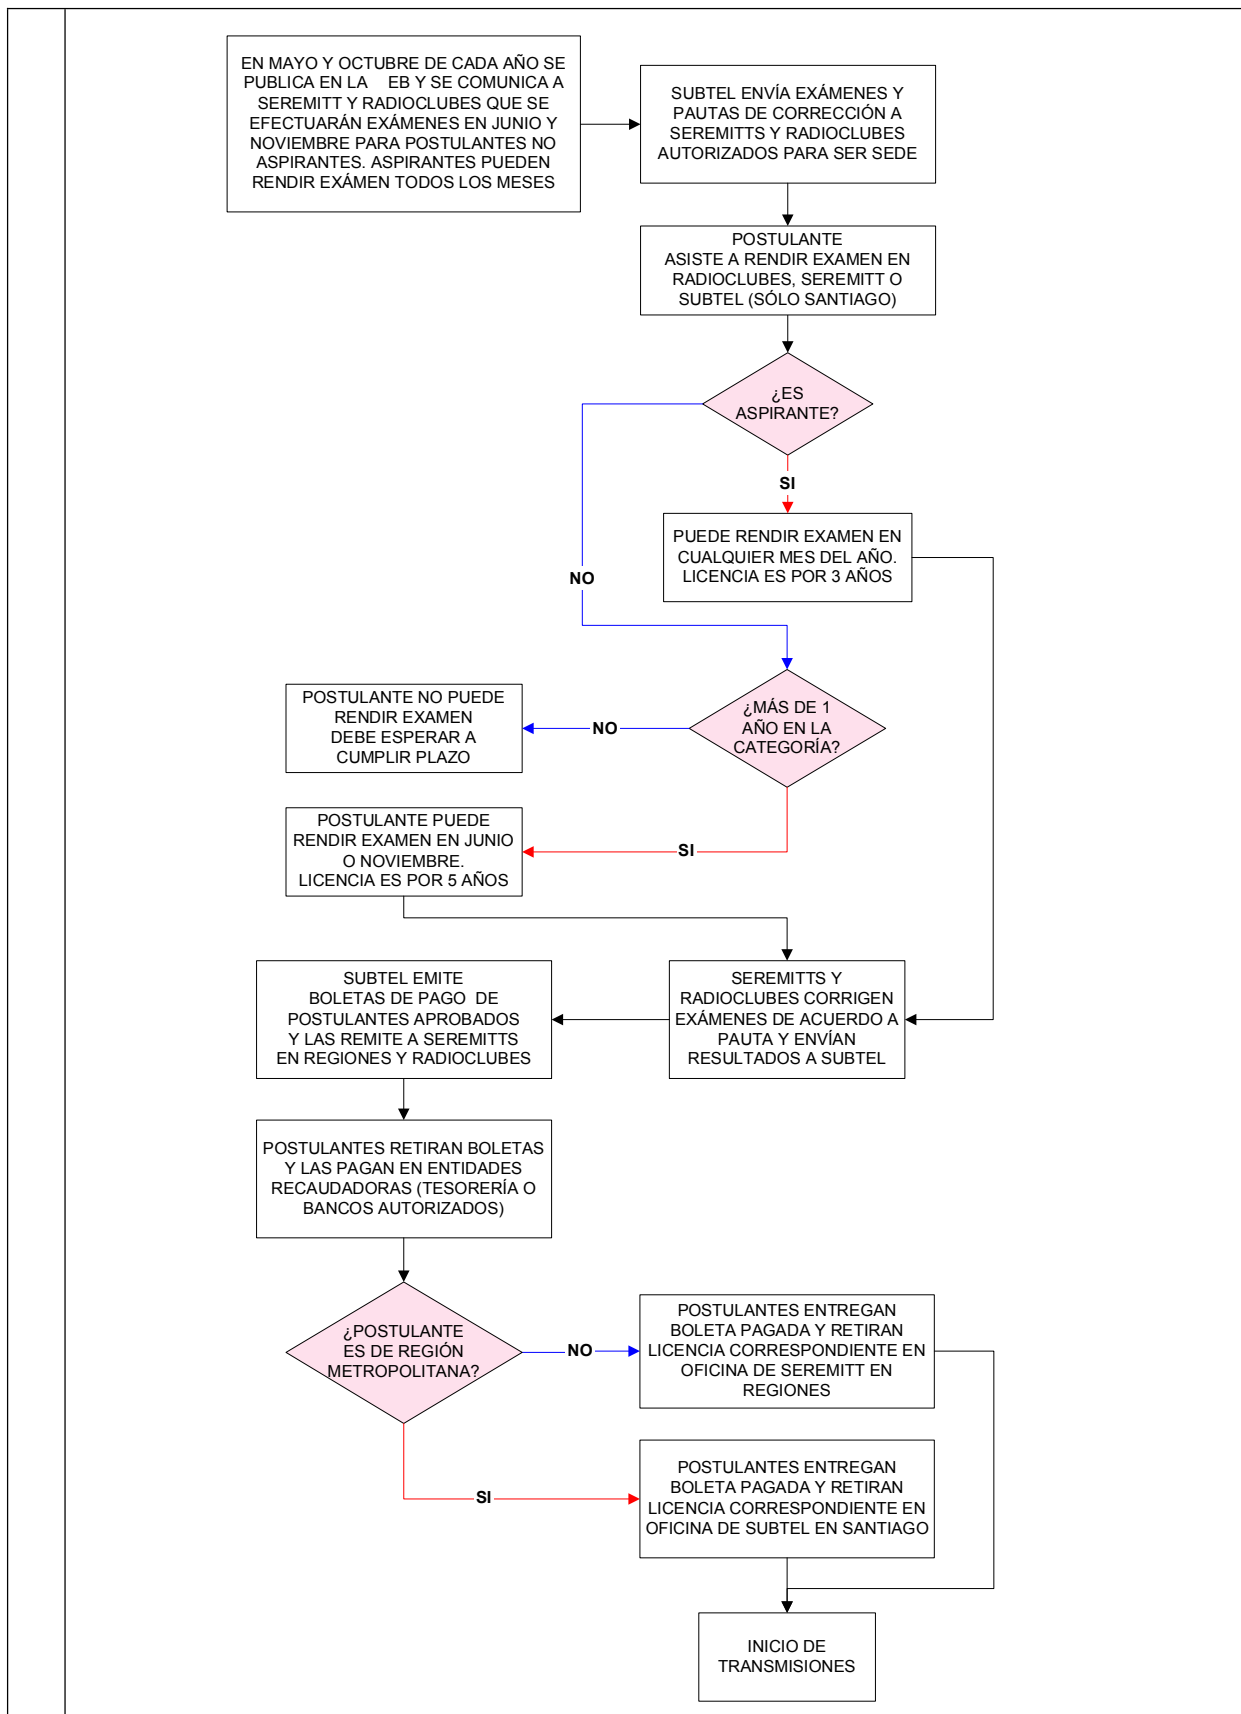 EN MAYO Y OCTUBRE DE CADA AÑO SE
PUBLICA EN LA EB Y SE COMUNICA A
SEREMITT Y RADIOCLUBES QUE SE
EFECTUARÁN EXÁMENES EN JUNIO Y
NOVIEMBRE PARA POSTULANTES NO
ASPIRANTES. ASPIRANTES PUEDEN
RENDIR EXÁMEN TODOS LOS MESES
SUBTEL ENVÍA EXÁMENES Y
PAUTAS DE CORRECCIÓN A
SEREMITTS Y RADIOCLUBES
AUTORIZADOS PARA SER SEDE
POSTULANTE
ASISTE A RENDIR EXAMEN EN
RADIOCLUBES, SEREMITT O
SUBTEL (SÓLO SANTIAGO)
¿ES
ASPIRANTE?
SI
PUEDE RENDIR EXAMEN EN
CUALQUIER MES DEL AÑO.
LICENCIA ES POR 3 AÑOS
NO
¿MÁS DE 1
AÑO EN LA
CATEGORÍA?
NO
POSTULANTE NO PUEDE
RENDIR EXAMEN
DEBE ESPERAR A
CUMPLIR PLAZO
SI
POSTULANTE PUEDE
RENDIR EXAMEN EN JUNIO
O NOVIEMBRE.
LICENCIA ES POR 5 AÑOS
SEREMITTS Y
RADIOCLUBES CORRIGEN
EXÁMENES DE ACUERDO A
PAUTA Y ENVÍAN
RESULTADOS A SUBTEL
SUBTEL EMITE
BOLETAS DE PAGO DE
POSTULANTES APROBADOS
Y LAS REMITE A SEREMITTS
EN REGIONES Y RADIOCLUBES
POSTULANTES RETIRAN BOLETAS
Y LAS PAGAN EN ENTIDADES
RECAUDADORAS (TESORERÍA O
BANCOS AUTORIZADOS)
¿POSTULANTE
ES DE REGIÓN
METROPOLITANA?
NO
POSTULANTES ENTREGAN
BOLETA PAGADA Y RETIRAN
LICENCIA CORRESPONDIENTE EN
OFICINA DE SEREMITT EN
REGIONES
SI
POSTULANTES ENTREGAN
BOLETA PAGADA Y RETIRAN
LICENCIA CORRESPONDIENTE EN
OFICINA DE SUBTEL EN SANTIAGO
INICIO DE
TRANSMISIONES